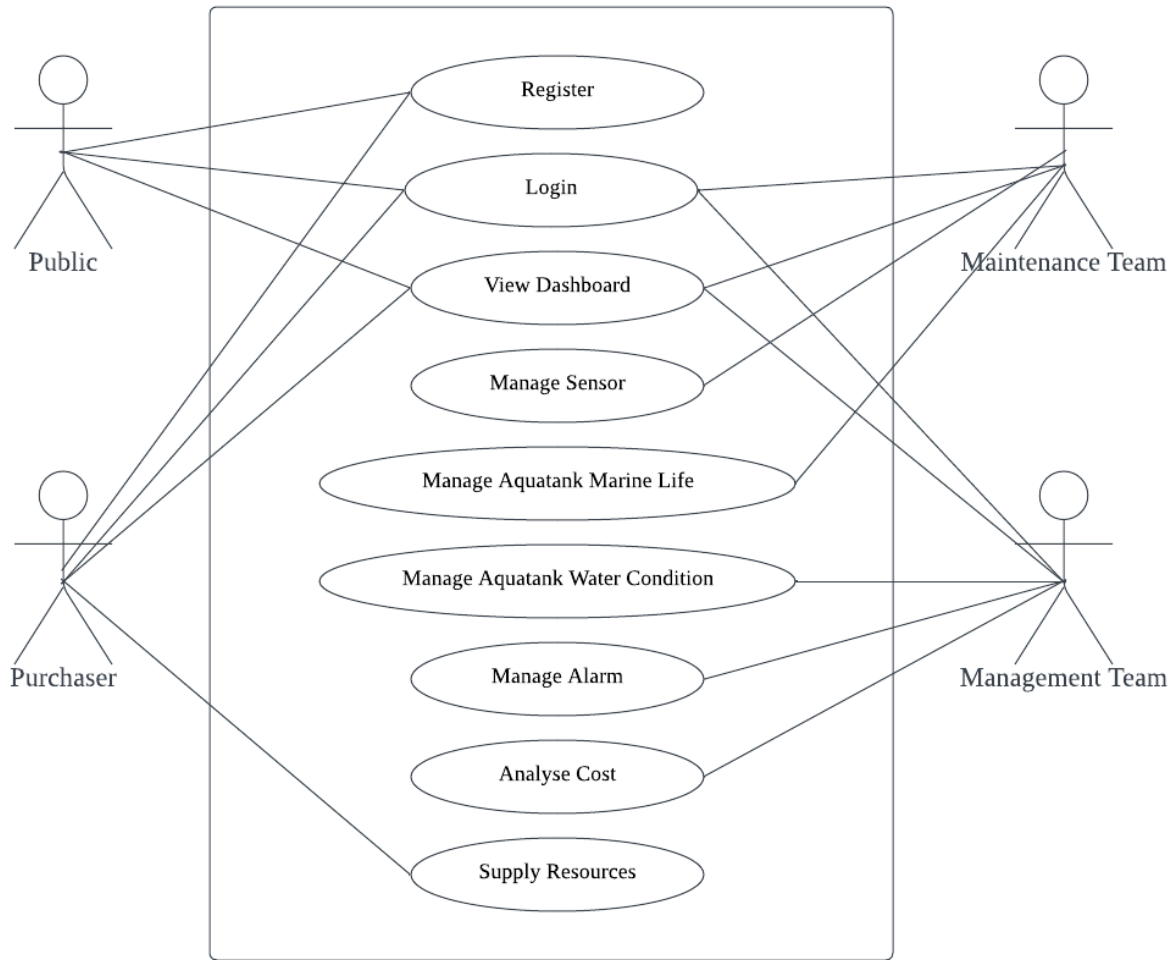 Register
Login
View Dashboard
Manage Sensor
Manage Aquatank Marine Life
Manage Aquatank Water Condition
Manage Alarm
Analyse Cost
Supply Resources
Public
Purchaser
Maintenance Team
Management Team